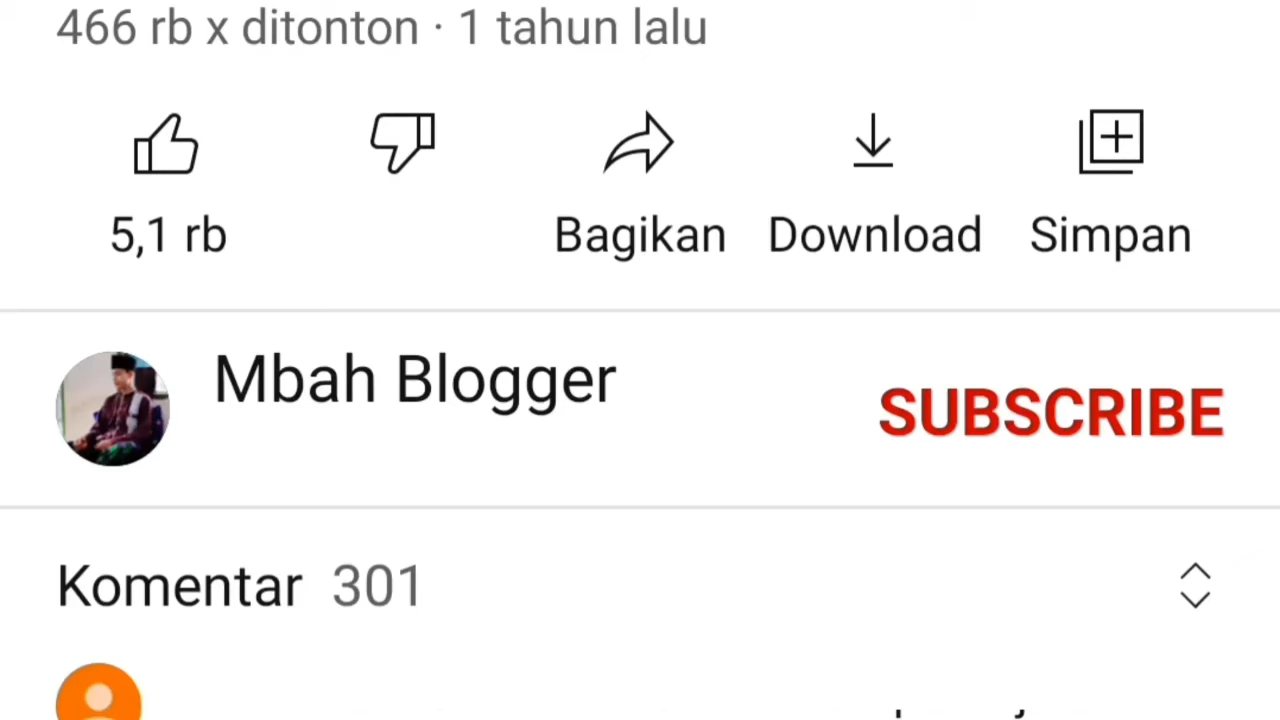 466 rb x ditonton · 1 tahun lalu
5,1 rb
Bagikan
Download
Simpan
Mbah Blogger
SUBSCRIBE
Komentar 301